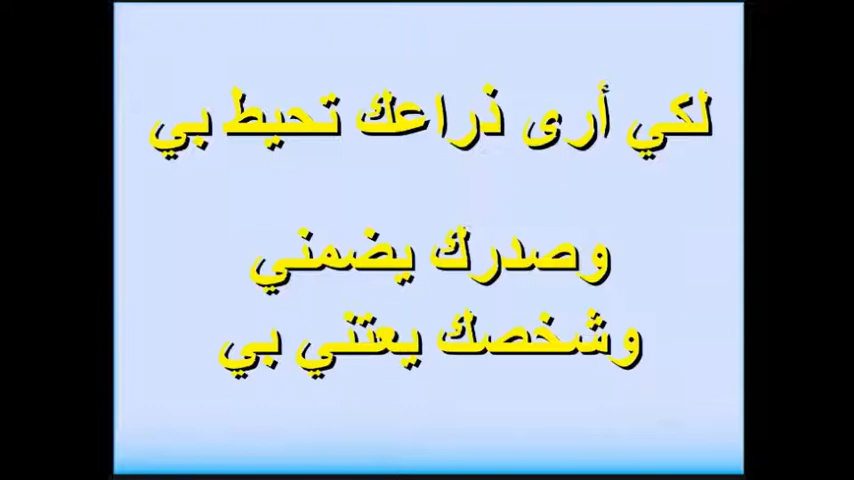 لكي أرى ذراعك تحيط بي
وصدرك يضمني
وشخصك يعتني بي